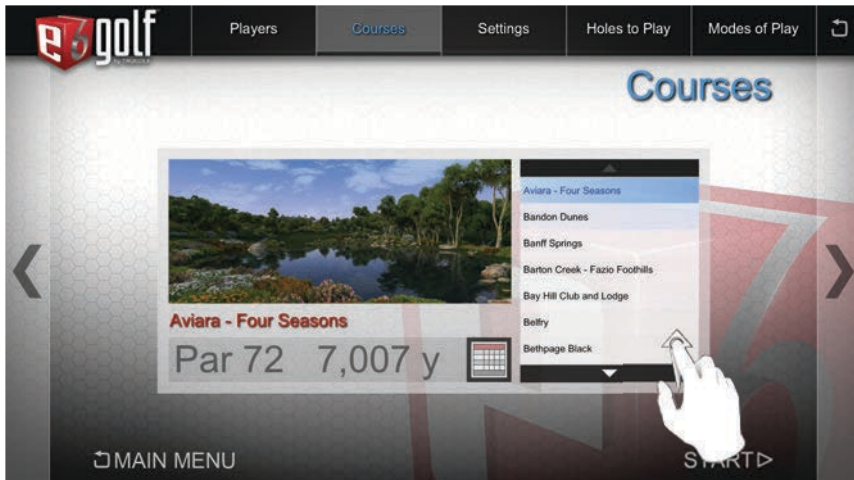 e6golf
Players
Courses
Settings
Holes to Play
Modes of Play
Courses
Aviara - Four Seasons
Bandon Dunes
Banff Springs
Barton Creek - Fazio Foothills
Bay Hill Club and Lodge
Belfry
Bethpage Black
Aviara - Four Seasons
Par 72 7,007 y
MAIN MENU
START